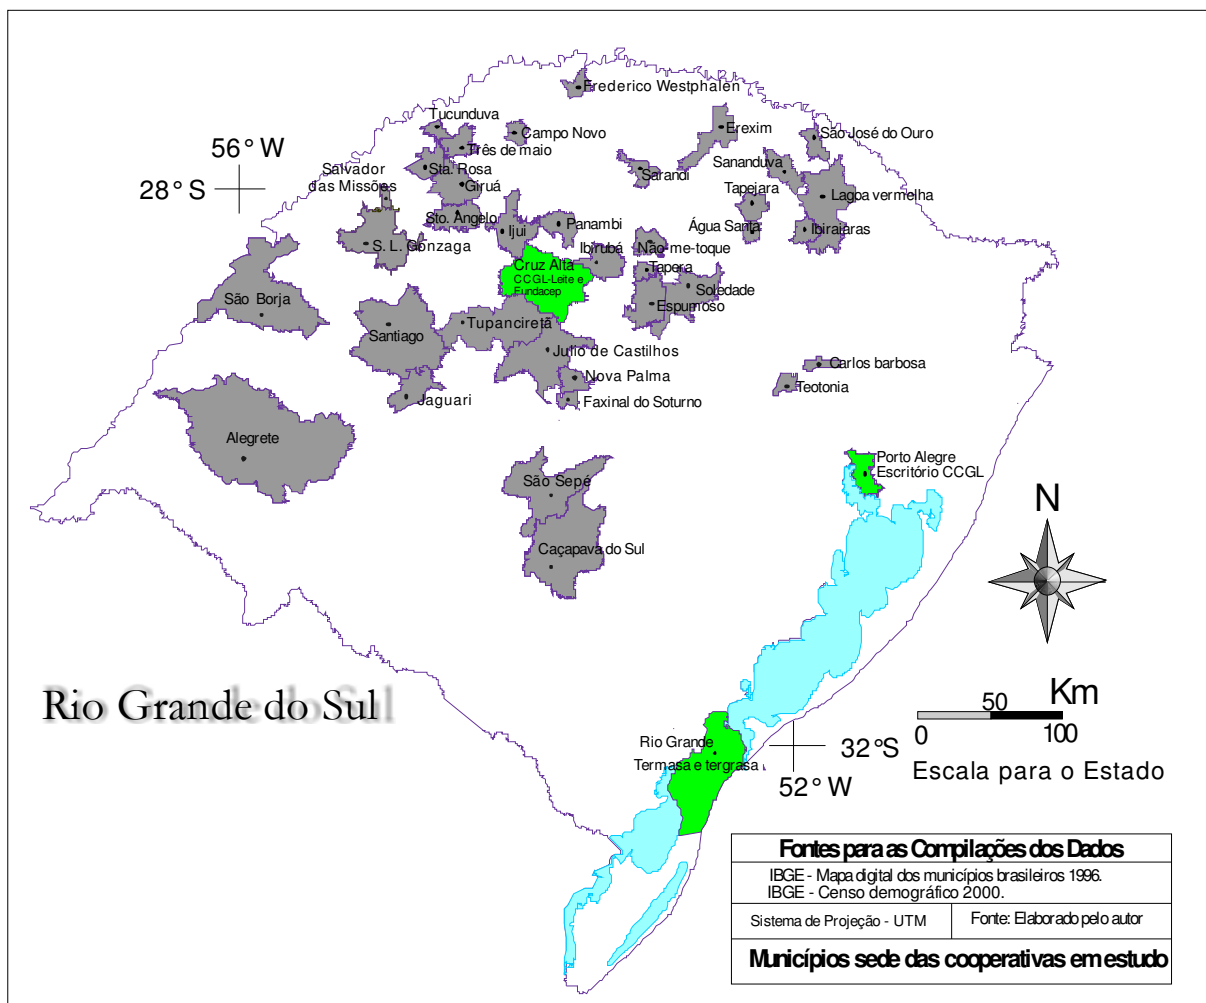 Frederico Westphalen
Tucunduva
Campo Novo
Erexim
São José do Ouro
56° W
Três de maio
Sananduva
Salvador
das Missões
Sta. Rosa
Sarandi
28° S
Giruá
Tapejara
Lagoa vermelha
Sto. Ângelo
Ijui
Panambi
Água Santa
Ibiraiaras
S. L. Gonzaga
Ibirubá
Não-me-toque
Cruz Alta
CCGL-Leite e
Fundacep
Tapera
Soledade
São Borja
Espumoso
Santiago
Tupanciretã
Julio de Castilhos
Carlos barbosa
Nova Palma
Teotonia
Jaguari
Faxinal do Soturno
Alegrete
Porto Alegre
Escritório CCGL
São Sepé
N
Caçapava do Sul
Rio Grande do Sul
50 Km
0 100
Rio Grande
Termasa e tergrasa
32°S
52° W
Escala para o Estado
Fontes para as Compilações dos Dados
IBGE - Mapa digital dos municípios brasileiros 1996.
IBGE - Censo demográfico 2000.
Sistema de Projeção - UTM
Fonte: Elaborado pelo autor
Municípios sede das cooperativas em estudo